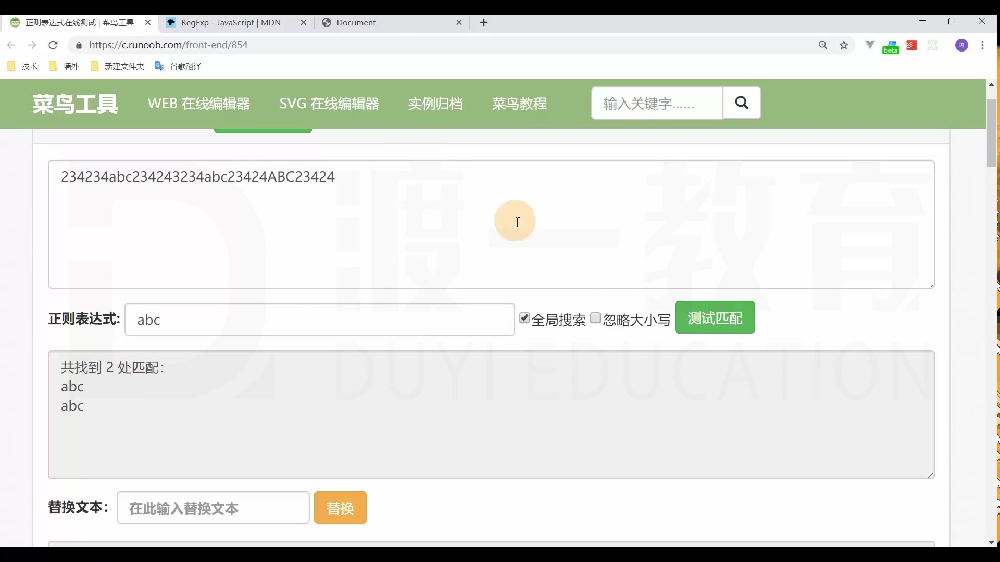 正则表达式在线测试 | 菜鸟工具
RegExp - JavaScript | MDN
Document
https://c.runoob.com/front-end/854
beta
进
技术
墙外
新建文件夹
谷歌翻译
菜鸟工具
WEB 在线编辑器
SVG 在线编辑器
实例归档
菜鸟教程
输入关键字......
234234abc234243234abc23424ABC23424
渡一教育
正则表达式:
abc
全局搜索
忽略大小写
测试匹配
DUYI EDUCATION
共找到 2 处匹配：
abc
abc
替换文本：
在此输入替换文本
替换